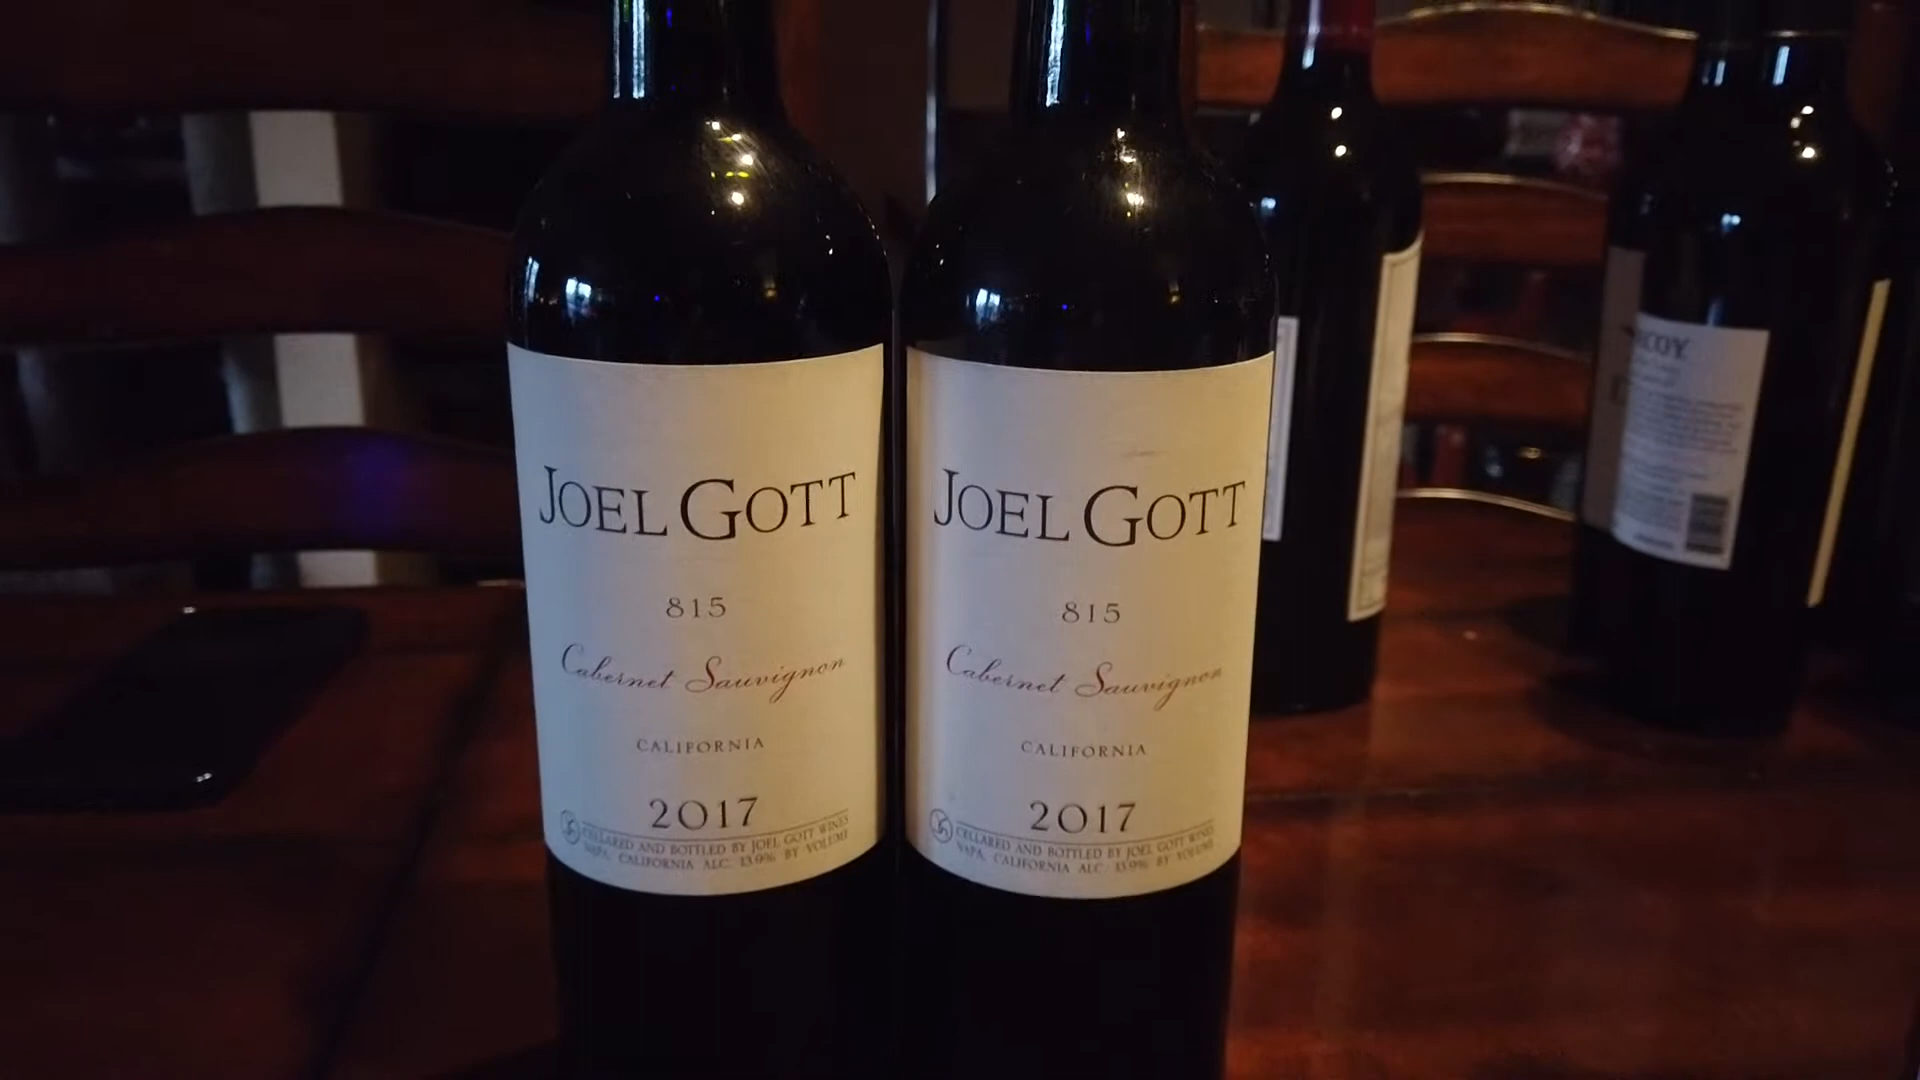 JOEL GOTT
815
Cabernet Sauvignon
CALIFORNIA
2017
CELLARED AND BOTTLED BY JOEL GOTT WINES
NAPA, CALIFORNIA ALC. 13.9% BY VOLUME
JOEL GOTT
815
Cabernet Sauvignon
CALIFORNIA
2017
CELLARED AND BOTTLED BY JOEL GOTT WINES
NAPA, CALIFORNIA ALC. 13.9% BY VOLUME